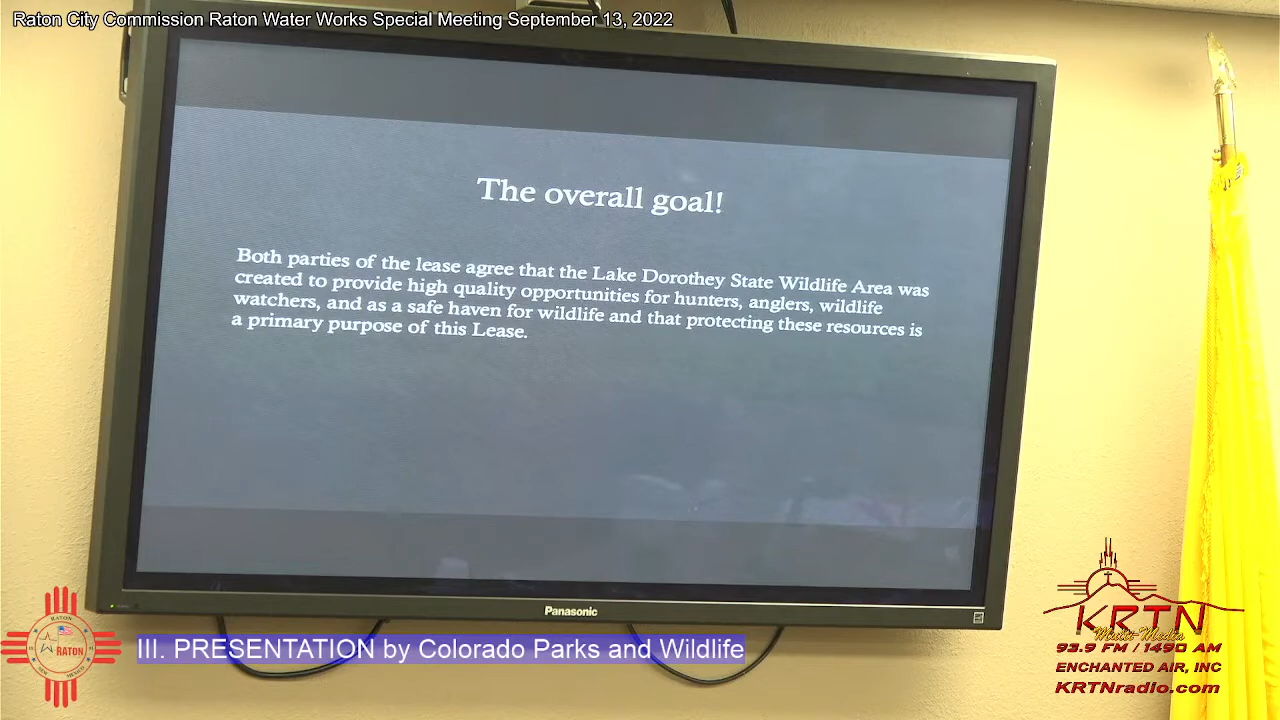 Raton City Commission Raton Water Works Special Meeting September 13, 2022
The overall goal!
Both parties of the lease agree that the Lake Dorothey State Wildlife Area was
created to provide high quality opportunities for hunters, anglers, wildlife
watchers, and as a safe haven for wildlife and that protecting these resources is
a primary purpose of this Lease.
Panasonic
RATON
RATON
NEW MEXICO
III. PRESENTATION by Colorado Parks and Wildlife
KRTN
Multi-Media
93.9 FM / 1490 AM
ENCHANTED AIR, INC
KRTNradio.com